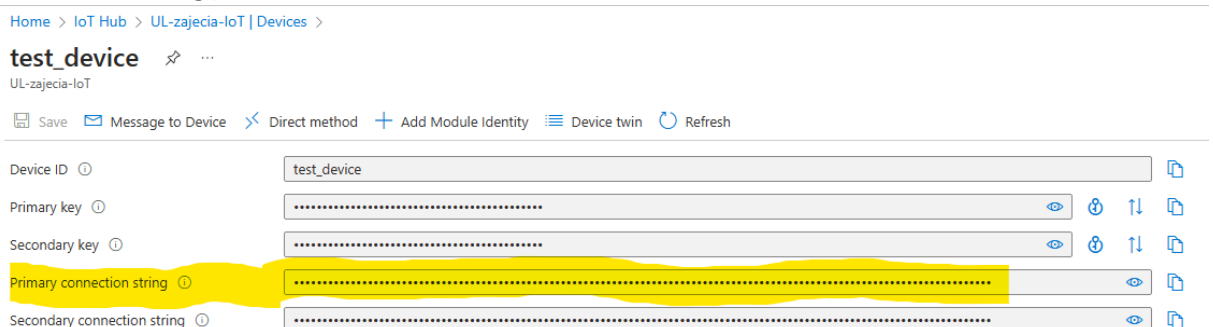 Home > IoT Hub > UL-zajecia-IoT | Devices >
test_device ...
UL-zajecia-IoT
Save Message to Device Direct method Add Module Identity Device twin Refresh
Device ID test_device
Primary key ••••••••••••••••••••••••••••••••••••••••••••
Secondary key ••••••••••••••••••••••••••••••••••••••••••••
Primary connection string
Secondary connection string